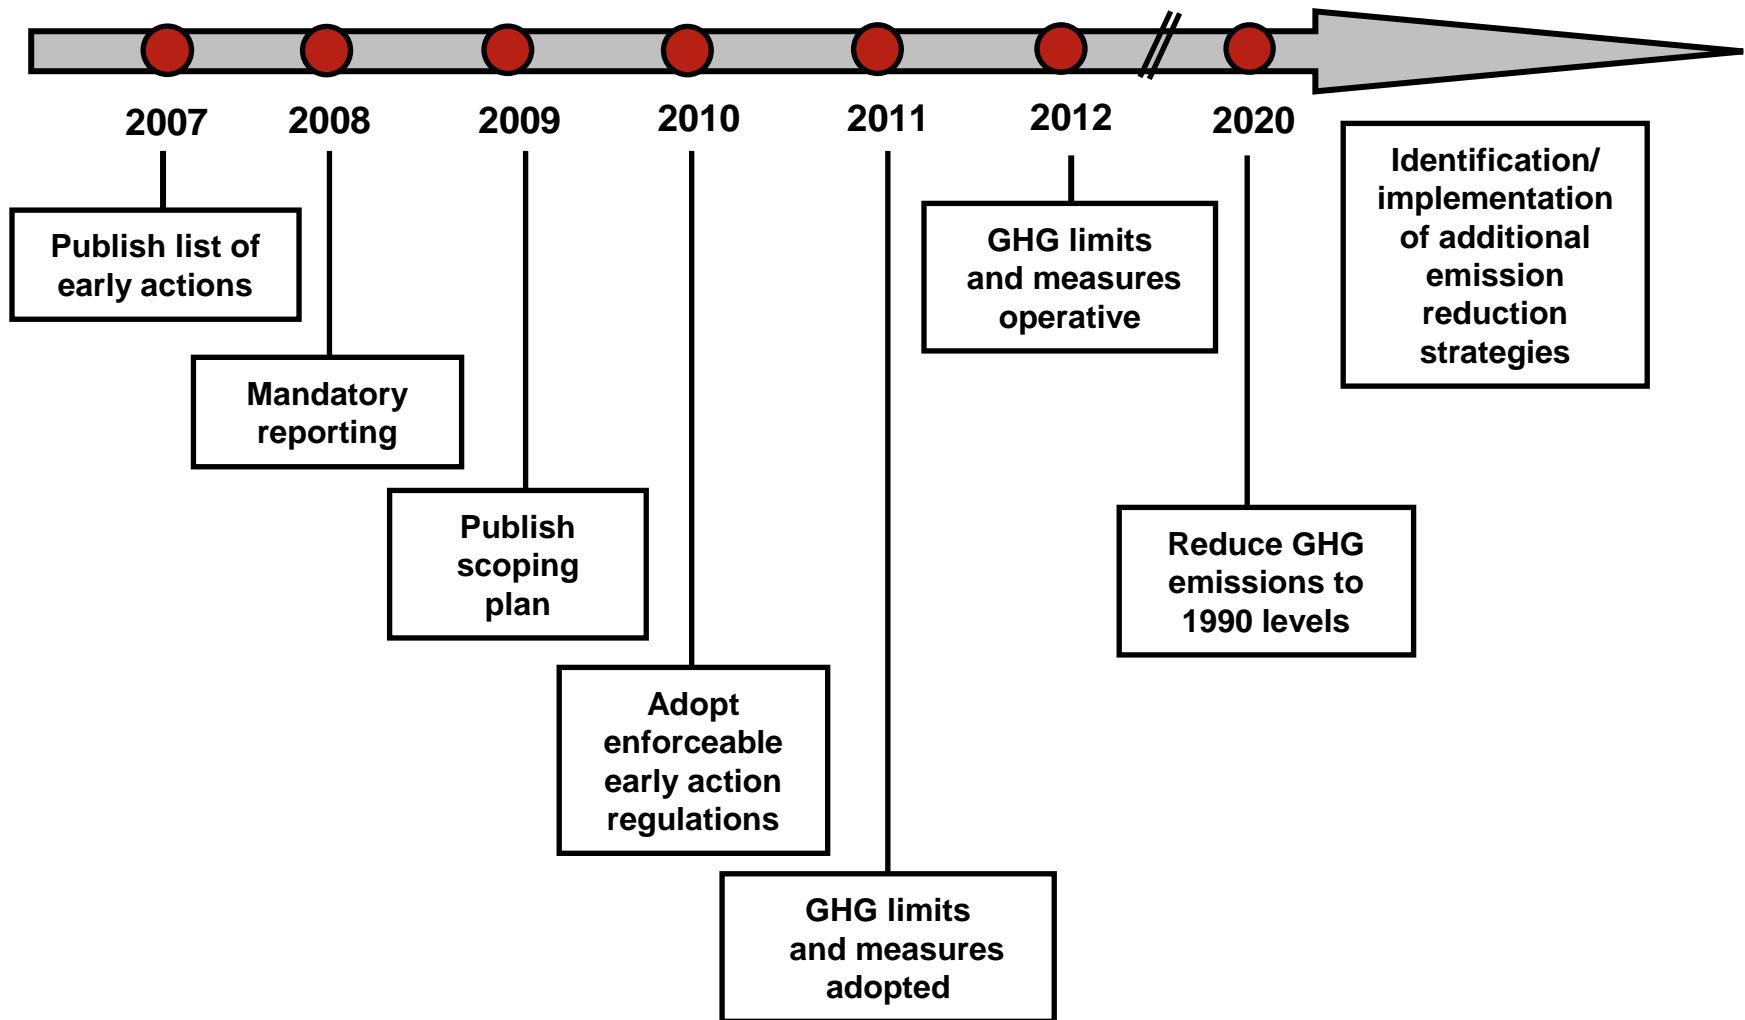 2007
2008
2009
2010
2011
2012
2020
Publish list of
early actions
Mandatory
reporting
Publish
scoping
plan
Adopt
enforceable
early action
regulations
GHG limits
and measures
adopted
GHG limits
and measures
operative
Reduce GHG
emissions to
1990 levels
Identification/
implementation
of additional
emission
reduction
strategies